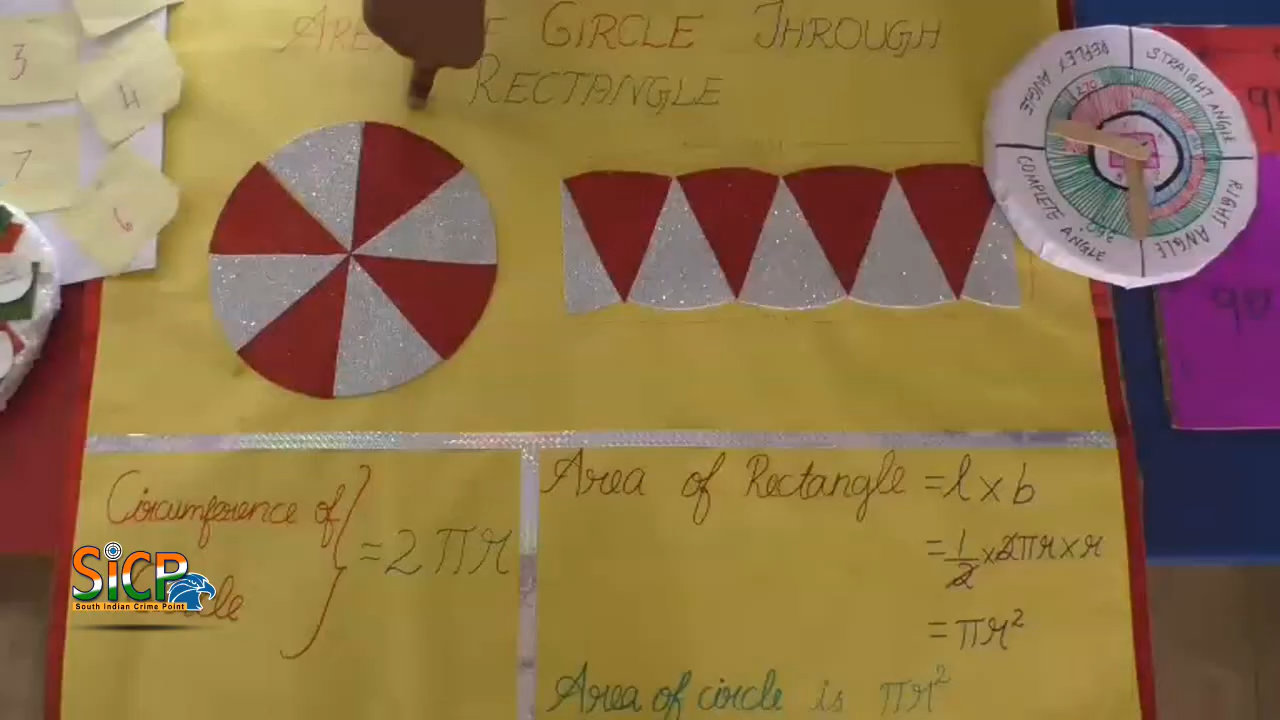 CIRCLE THROUGH
RECTANGLE
3
4
7
6
REFLEX ANGLE
STRAIGHT ANGLE
COMPLETE ANGLE
RIGHT ANGLE
Circumference of
= 2πr
Area of Rectangle = l x b
= 1/2 x 2πr x r
= πr²
Area of circle is πr²
SiCP
South Indian Crime Point